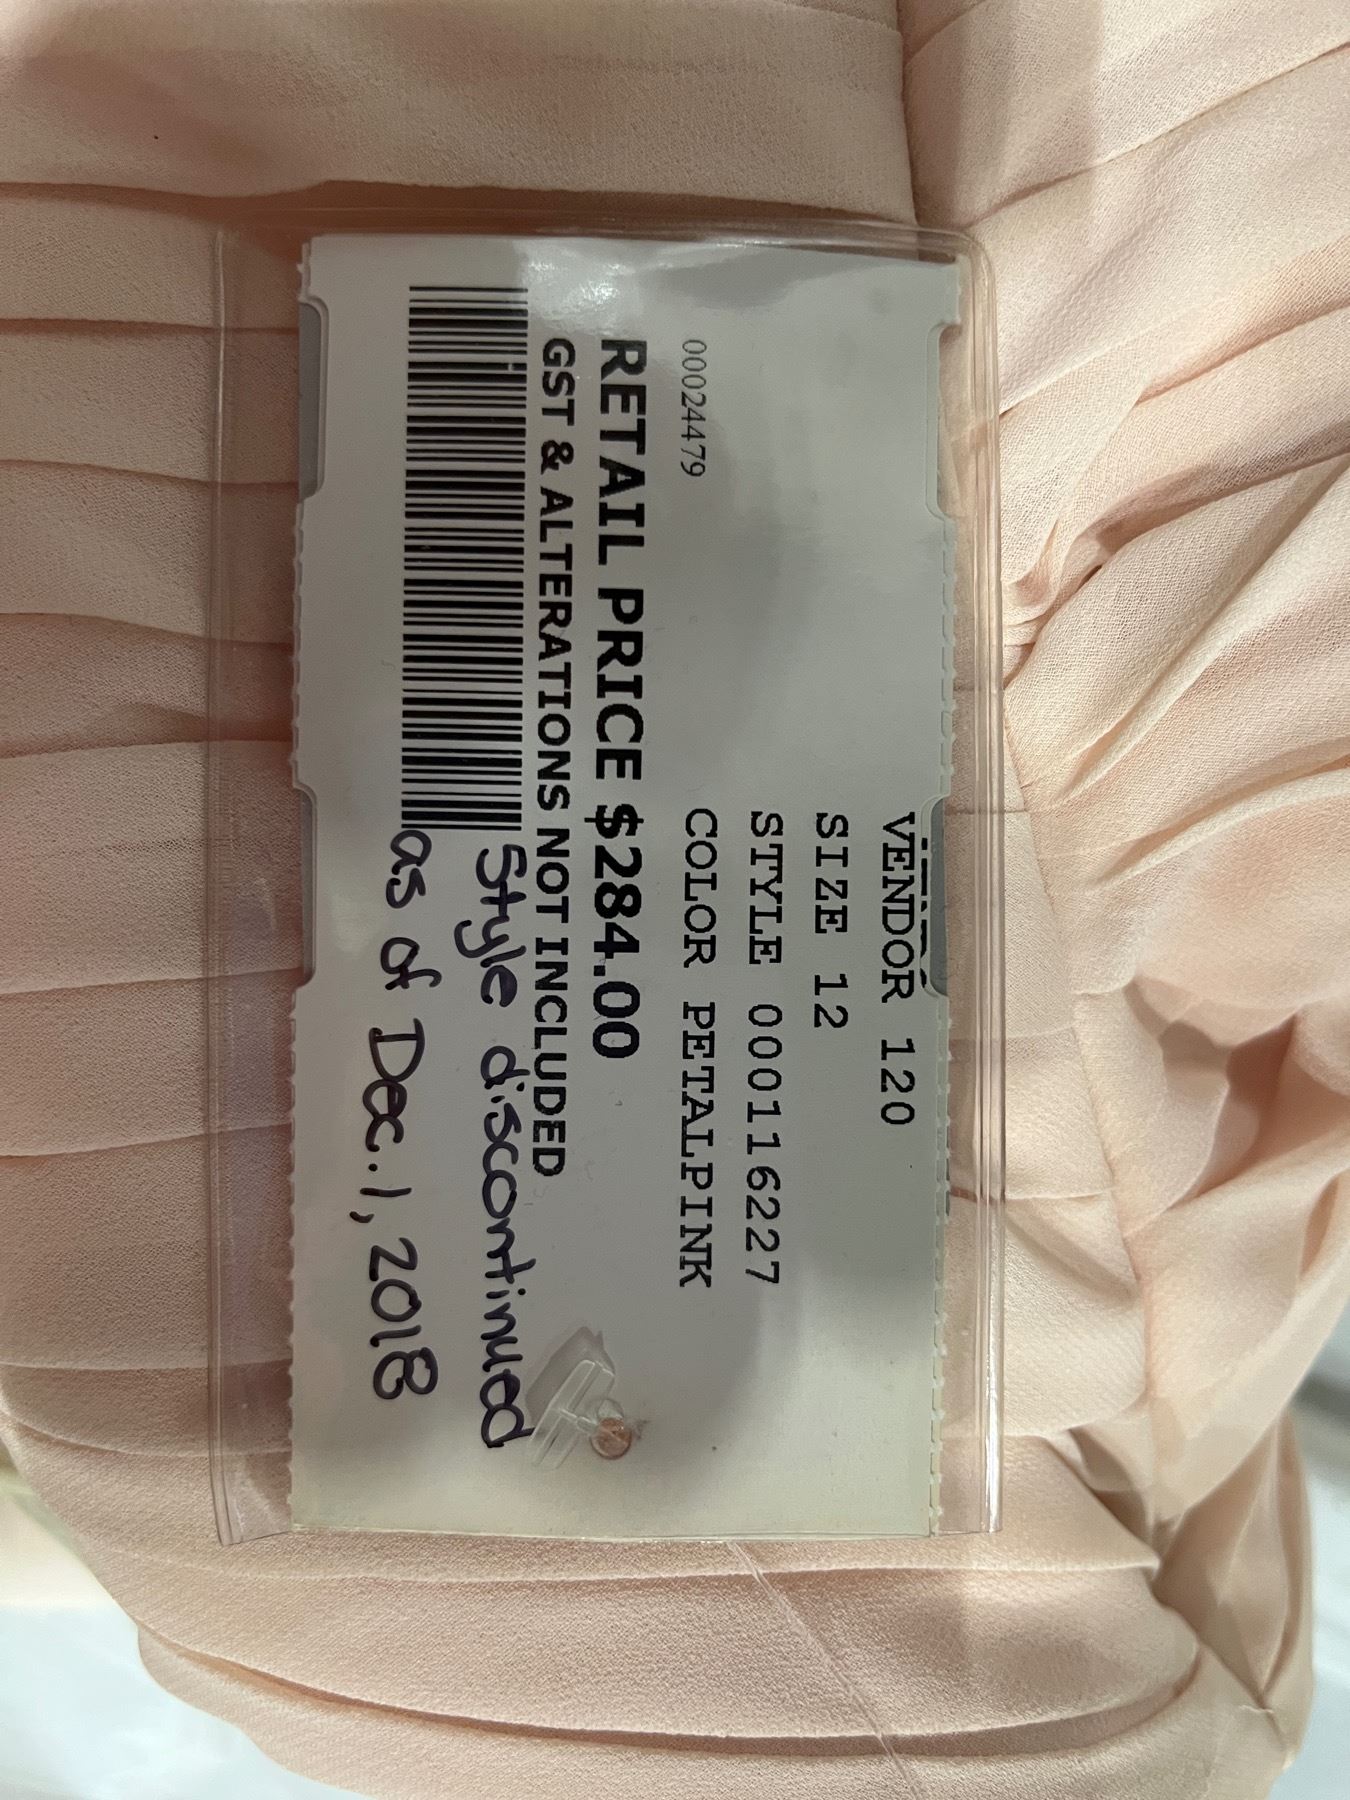 VENDOR 120
SIZE 12
STYLE 000116227
00024479 COLOR PETALPINK
RETAIL PRICE $284.00
GST & ALTERATIONS NOT INCLUDED
Style discontinued
as of Dec. 1, 2018